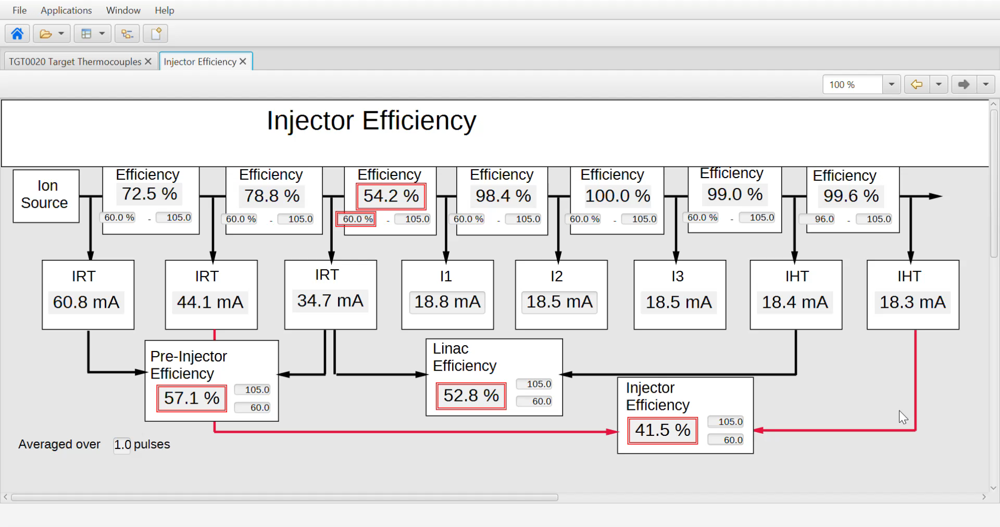 File Applications Window Help
TGT0020 Target Thermocouples Injector Efficiency
100 %
Injector Efficiency
Ion
Source
Efficiency
72.5 %
60.0 % - 105.0
Efficiency
78.8 %
60.0 % - 105.0
Efficiency
54.2 %
60.0 % - 105.0
Efficiency
98.4 %
60.0 % - 105.0
Efficiency
100.0 %
60.0 % - 105.0
Efficiency
99.0 %
60.0 % - 105.0
Efficiency
99.6 %
96.0 - 105.0
IRT
60.8 mA
IRT
44.1 mA
IRT
34.7 mA
I1
18.8 mA
I2
18.5 mA
I3
18.5 mA
IHT
18.4 mA
IHT
18.3 mA
Pre-Injector
Efficiency
57.1 %
105.0
60.0
Linac
Efficiency
52.8 %
105.0
60.0
Injector
Efficiency
41.5 %
105.0
60.0
Averaged over 1.0 pulses